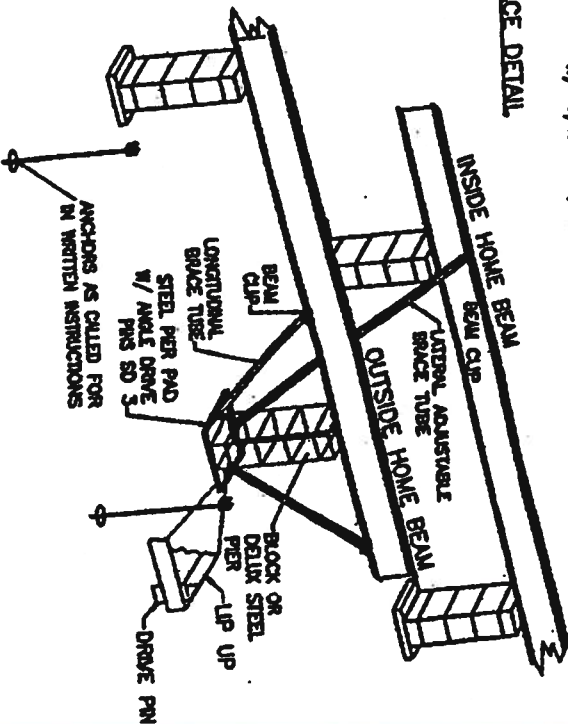 CE DETAIL
INSIDE HOME BEAM
BEAM CLIP
LATERAL ADJUSTABLE
BRACE TUBE
OUTSIDE HOME BEAM
BEAM
CLIP
LONGITUDINAL
BRACE TUBE
STEEL PIER PAD
W/ ANGLE DRIVE
PINS SD 3
ANCHORS AS CALLED FOR
IN WRITTEN INSTRUCTIONS
BLOCK OR
DELUX STEEL
PIER
LIP UP
DRIVE PIN